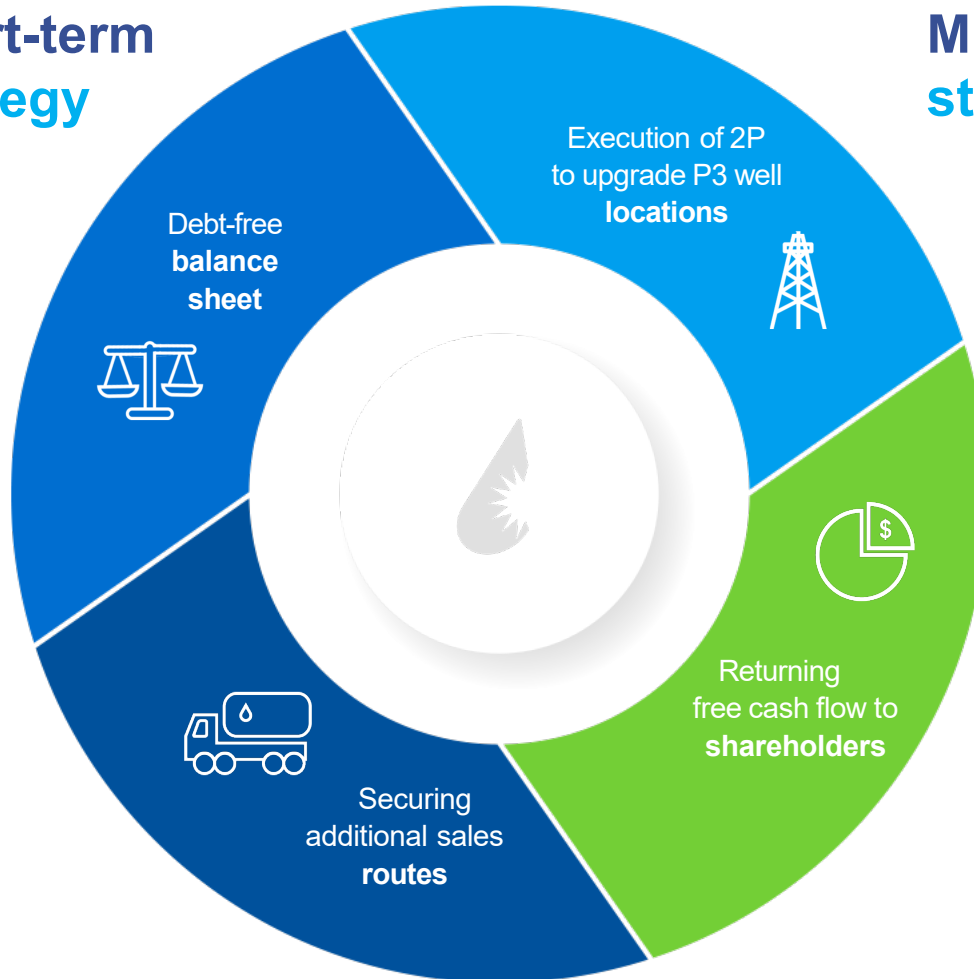 rt-term
egy
M
st
Execution of 2P
to upgrade P3 well
locations
Debt-free
balance
sheet
$
Returning
free cash flow to
shareholders
Securing
additional sales
routes